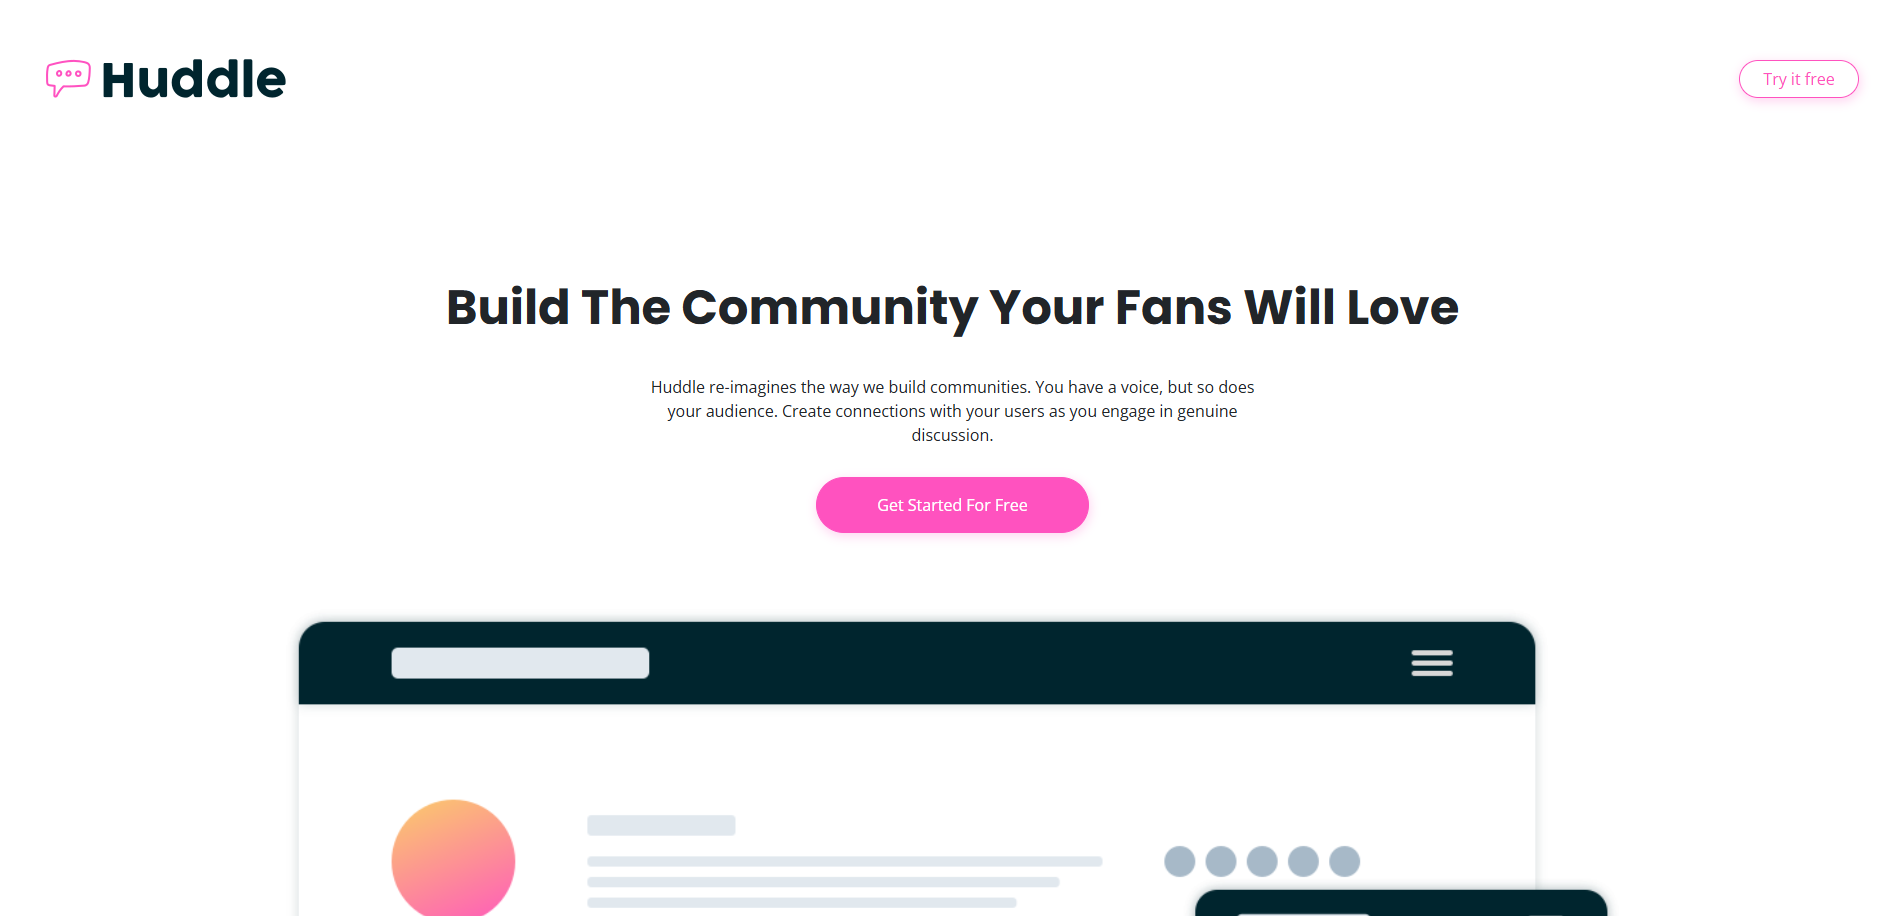 Huddle
Try it free
Build The Community Your Fans Will Love
Huddle re-imagines the way we build communities. You have a voice, but so does
your audience. Create connections with your users as you engage in genuine
discussion.
Get Started For Free